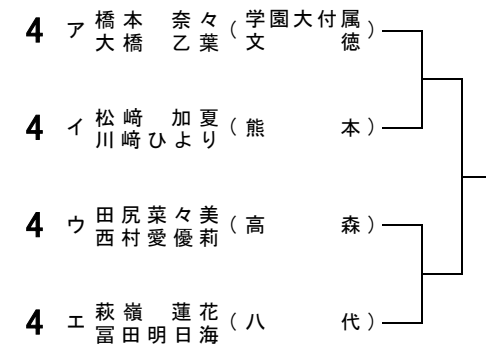 4 ア 橋本 奈々 (学園大付属)
大橋 乙葉 (文 徳)
4 イ 松﨑 加夏 (熊 本)
川﨑ひより
4 ウ 田尻菜々美 (高 森)
西村愛優莉
4 エ 萩嶺 蓮花 (八 代)
冨田明日海